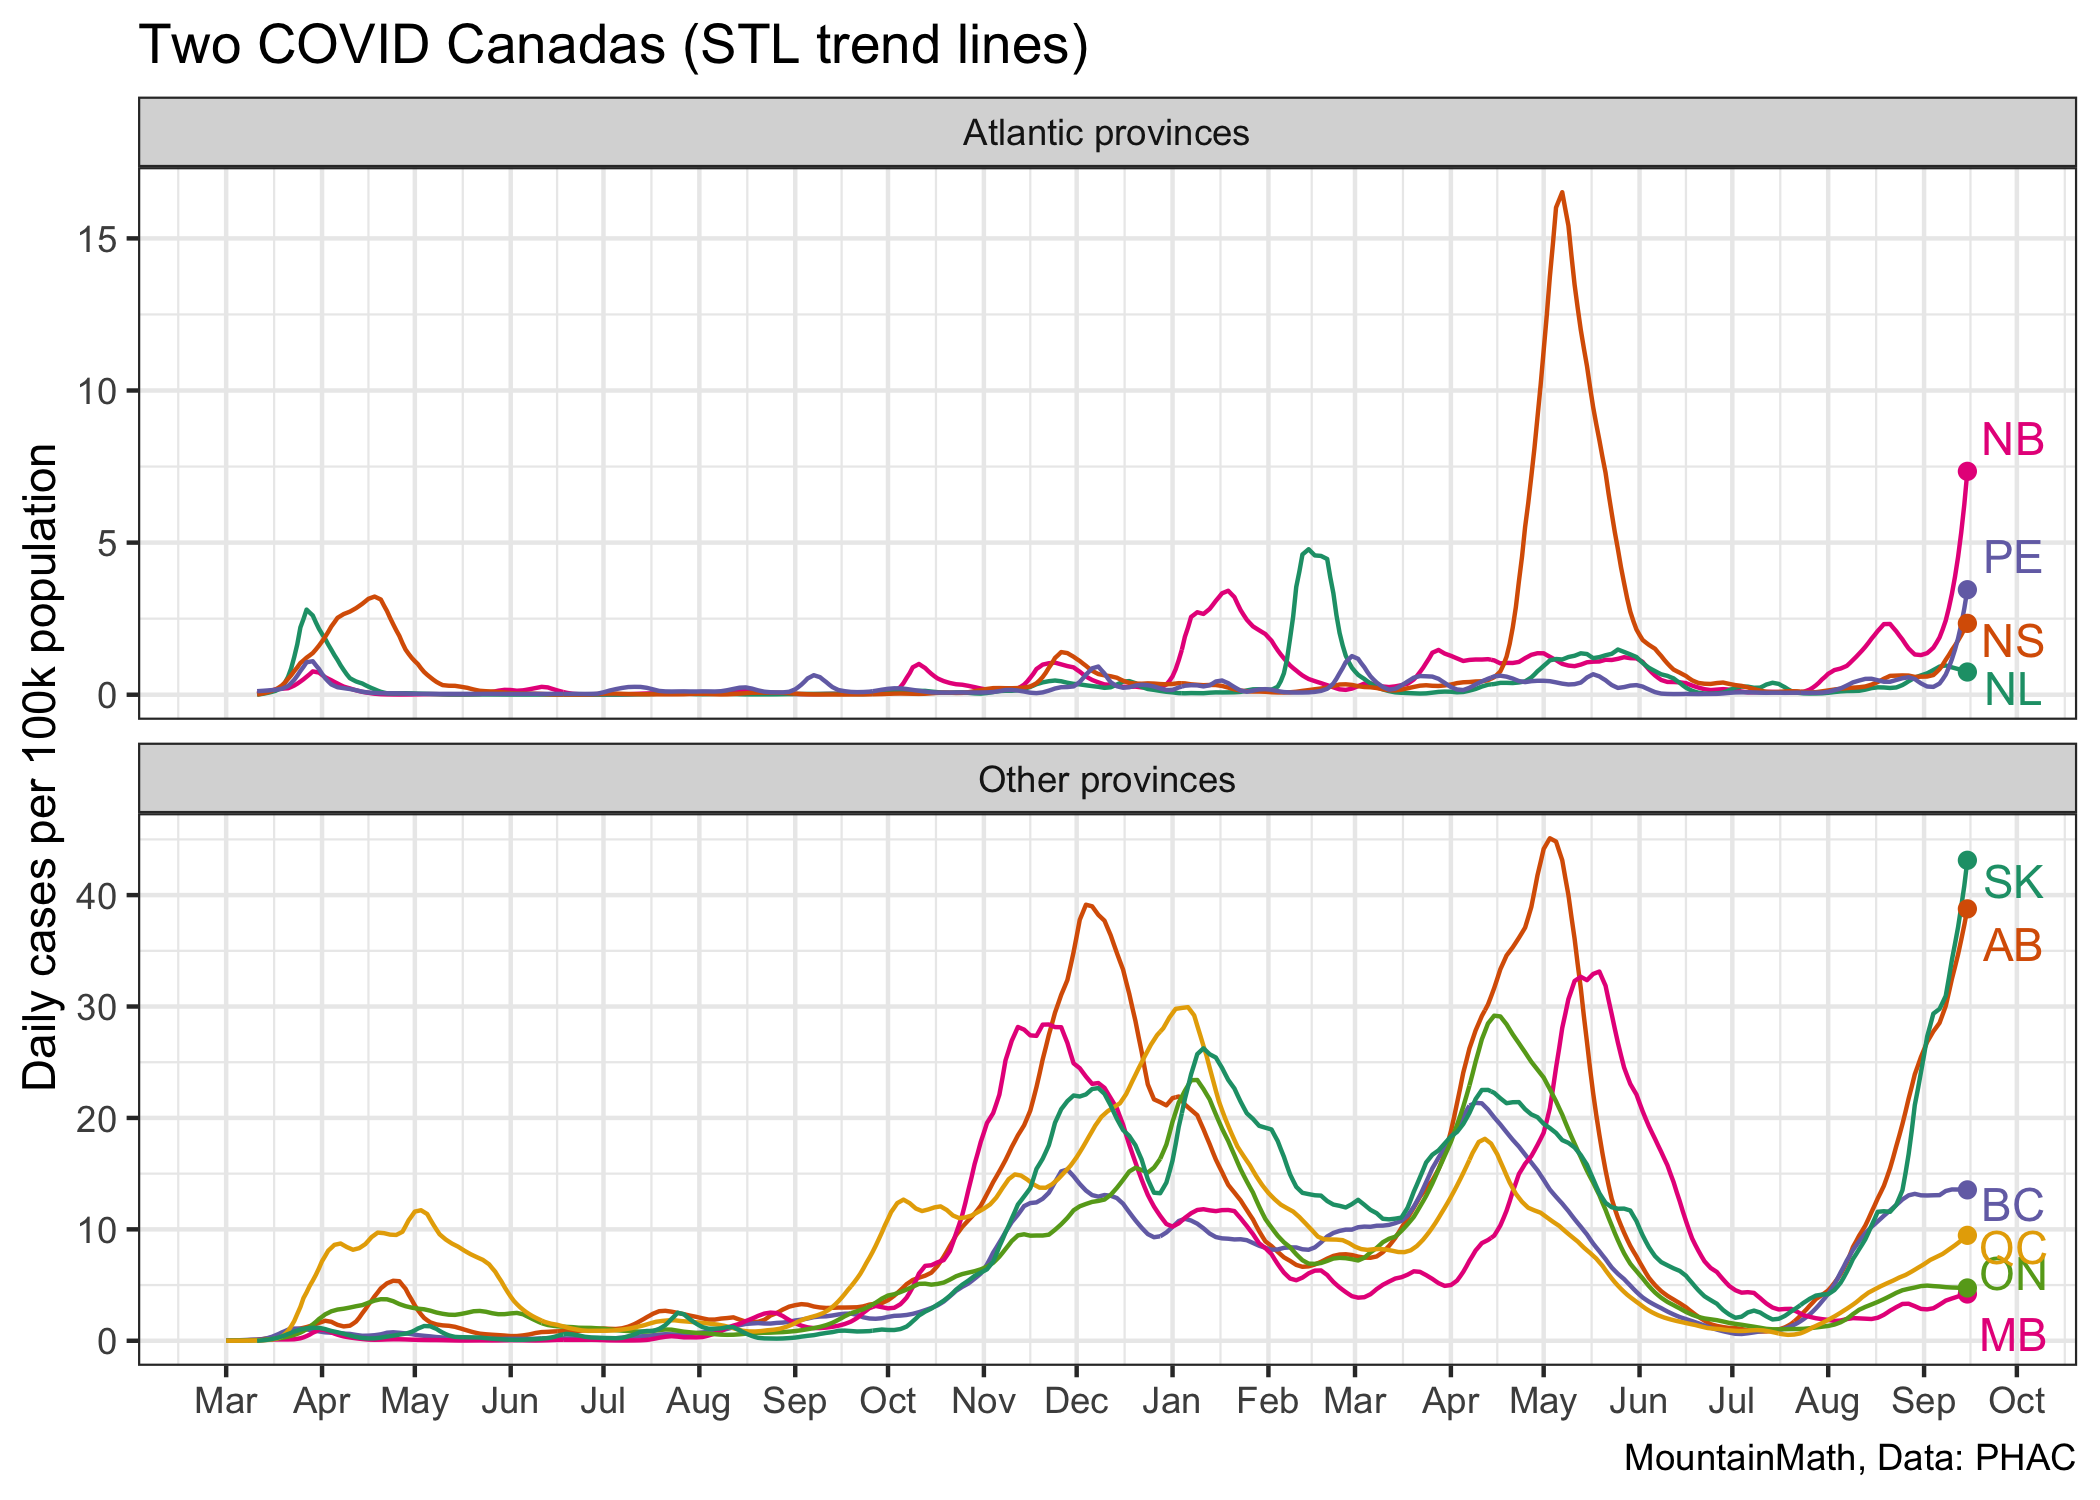 Two COVID Canadas (STL trend lines)
Atlantic provinces
15
10
5
0
NB
PE
NS
NL
Daily cases per 100k population
Other provinces
40
30
20
10
0
SK
AB
BC
QC
ON
MB
Mar Apr May Jun Jul Aug Sep Oct Nov Dec Jan Feb Mar Apr May Jun Jul Aug Sep Oct
MountainMath, Data: PHAC